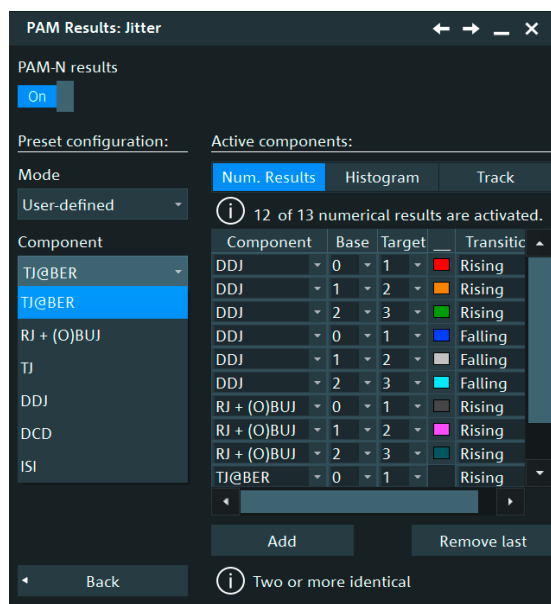 PAM Results: Jitter
PAM-N results
On
Preset configuration:
Mode
User-defined
Component
TJ@BER
TJ@BER
RJ + (O)BUJ
TJ
DDJ
DCD
ISI
Back
Active components:
Num. Results Histogram Track
12 of 13 numerical results are activated.
Component Base Target __ Transitic
DDJ 0 1 Rising
DDJ 1 2 Rising
DDJ 2 3 Rising
DDJ 0 1 Falling
DDJ 1 2 Falling
DDJ 2 3 Falling
RJ + (O)BUJ 0 1 Rising
RJ + (O)BUJ 1 2 Rising
RJ + (O)BUJ 2 3 Rising
TJ@BER 0 1 Rising
Add Remove last
Two or more identical